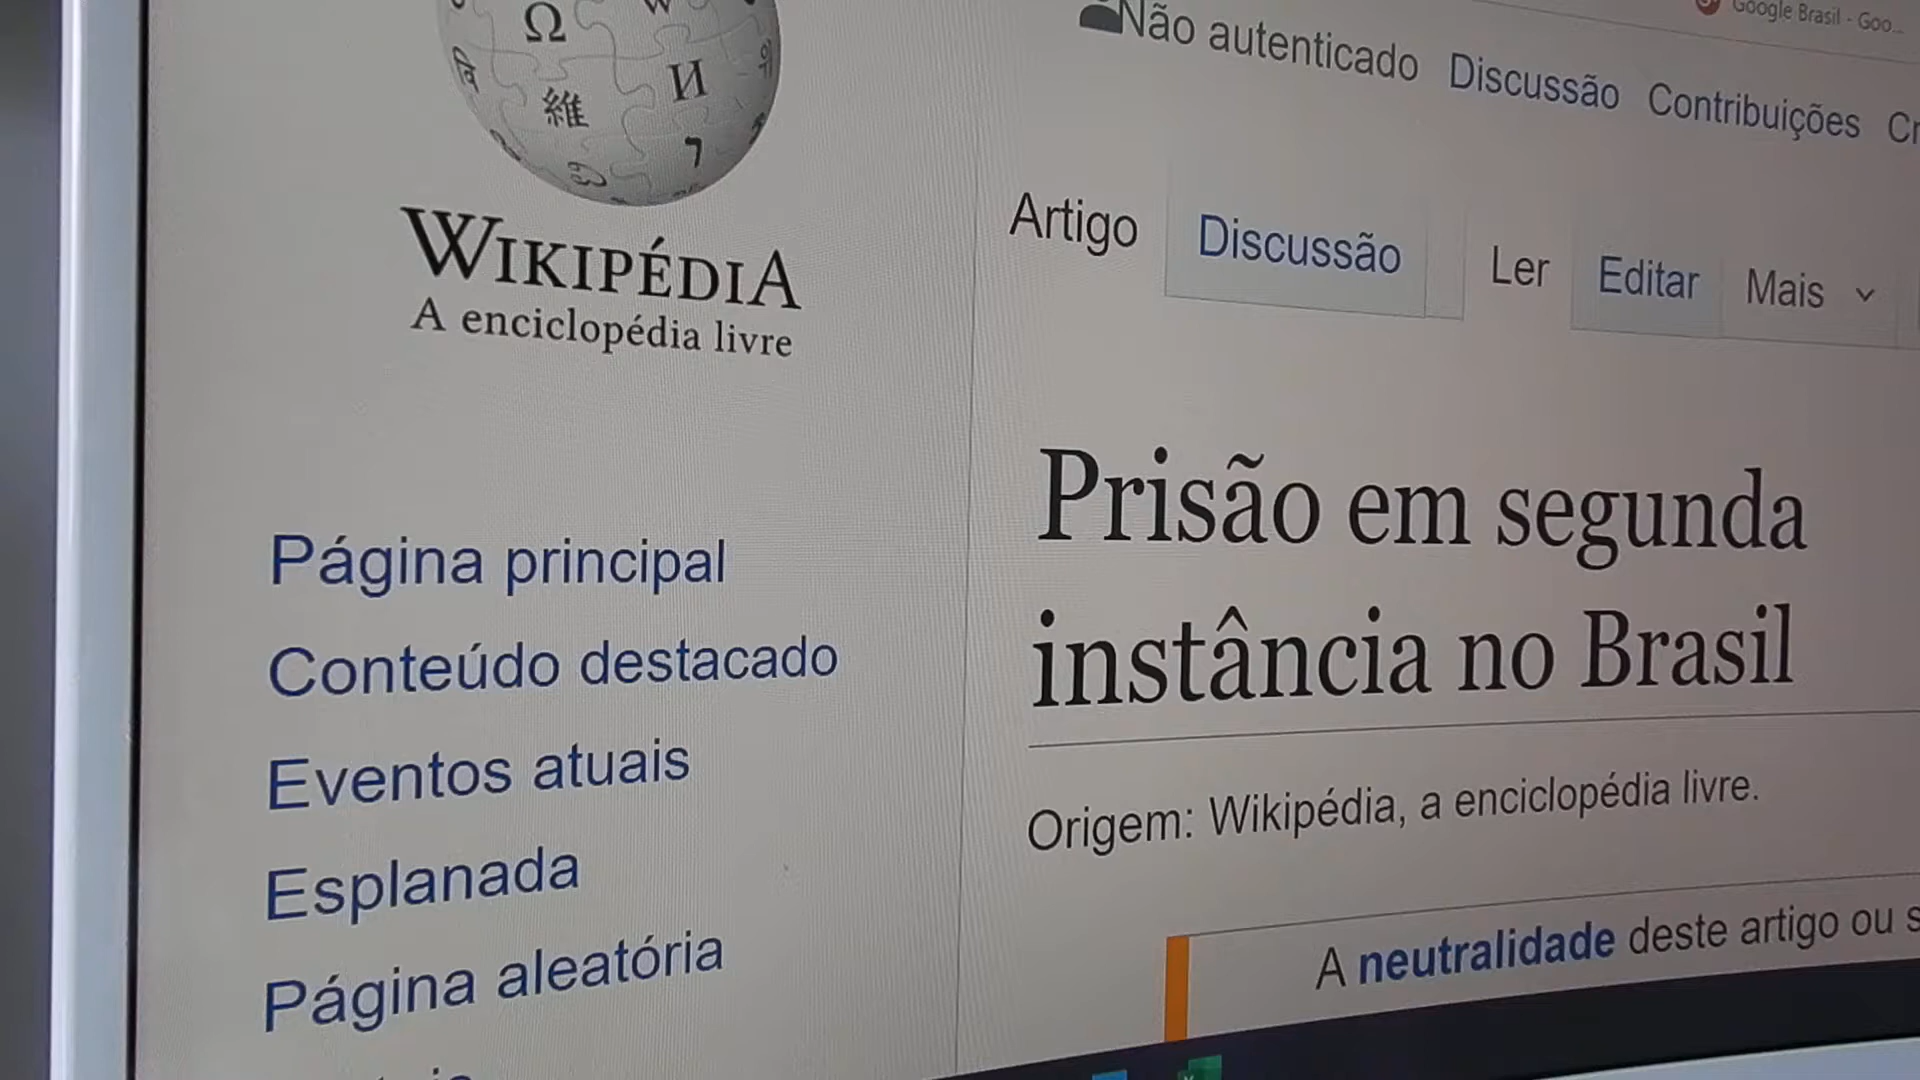 Google Brasil - Goo...
Não autenticado Discussão Contribuições
Ω
W
И
維
7
WIKIPÉDIA
A enciclopédia livre
Artigo Discussão Ler Editar Mais
Prisão em segunda
instância no Brasil
Origem: Wikipédia, a enciclopédia livre.
A neutralidade deste artigo ou
Página principal
Conteúdo destacado
Eventos atuais
Esplanada
Página aleatória